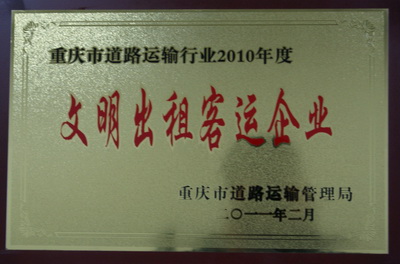 重庆市道路运输行业2010年度
文明出租客运企业
重庆市道路运输管理局
二〇一一年二月